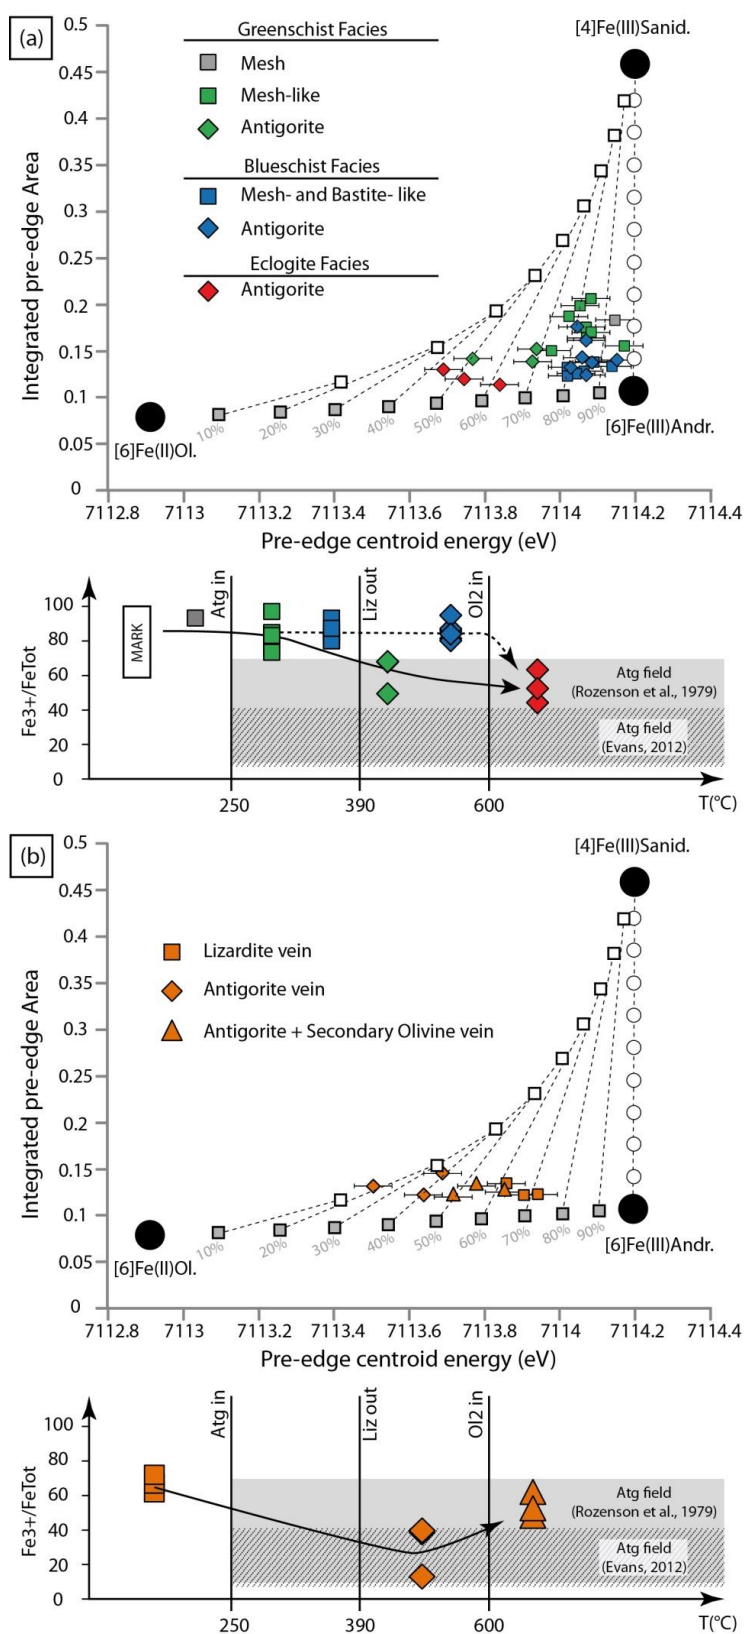 (a)
Greenschist Facies
Mesh
Mesh-like
Antigorite
Blueschist Facies
Mesh- and Bastite- like
Antigorite
Eclogite Facies
Antigorite
[4]Fe(III)Sanid.
Integrated pre-edge Area
0.5
0.45
0.4
0.35
0.3
0.25
0.2
0.15
0.1
0.05
0
[6]Fe(II)Ol.
[6]Fe(III)Andr.
10%
20%
30%
40%
50%
60%
70%
80%
90%
7112.8 7113 7113.2 7113.4 7113.6 7113.8 7114 7114.2 7114.4
Pre-edge centroid energy (eV)
Fe3+/FeTot
100
80
60
40
20
0
MARK
Atg in
Liz out
Ol2 in
Atg field
(Rozenson et al., 1979)
Atg field
(Evans, 2012)
250 390 600 T(°C)
(b)
Lizardite vein
Antigorite vein
Antigorite + Secondary Olivine vein
[4]Fe(III)Sanid.
Integrated pre-edge Area
0.5
0.45
0.4
0.35
0.3
0.25
0.2
0.15
0.1
0.05
0
[6]Fe(II)Ol.
[6]Fe(III)Andr.
10%
20%
30%
40%
50%
60%
70%
80%
90%
7112.8 7113 7113.2 7113.4 7113.6 7113.8 7114 7114.2 7114.4
Pre-edge centroid energy (eV)
Fe3+/FeTot
100
80
60
40
20
0
Atg in
Liz out
Ol2 in
Atg field
(Rozenson et al., 1979)
Atg field
(Evans, 2012)
250 390 600 T(°C)